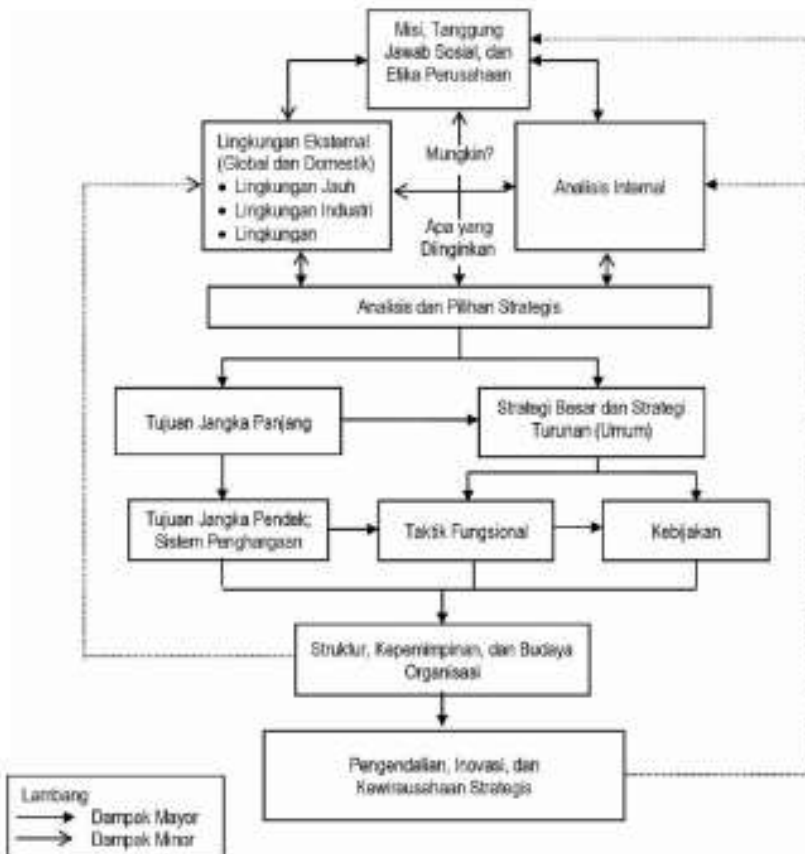 Misi, Tanggung
Jawab Sosial, dan
Etika Perusahaan
Lingkungan Eksternal
(Global dan Domestik)
• Lingkungan Jauh
• Lingkungan Industri
• Lingkungan
Mungkin?
Apa yang
Diinginkan
Analisis Internal
Analisis dan Pilihan Strategis
Tujuan Jangka Panjang
Strategi Besar dan Strategi
Turunan (Umum)
Tujuan Jangka Pendek;
Sistem Penghargaan
Taktik Fungsional
Kebijakan
Struktur, Kepemimpinan, dan Budaya
Organisasi
Pengendalian, Inovasi, dan
Kewirausahaan Strategis
Lambang
Dampak Mayor
Dampak Minor